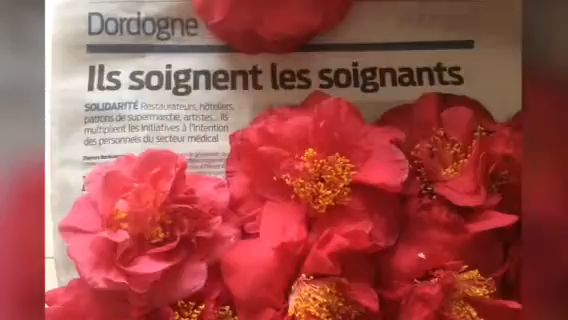 Dordogne
Ils soignent les soignants
SOLIDARITÉ Restaurateurs, hôteliers,
patrons de supermarché, artistes... Ils
multiplient les initiatives à l'intention
des personnels du secteur médical